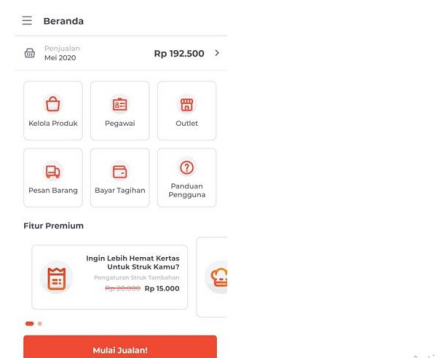 Beranda
Penjualan
Mei 2020
Rp 192.500
Kelola Produk
Pegawai
Outlet
Pesan Barang
Bayar Tagihan
Panduan
Pengguna
Fitur Premium
Ingin Lebih Hemat Kertas
Untuk Struk Kamu?
Pengaturan Struk Tambahan
Rp 20.000 Rp 15.000
Mulai Jualan!